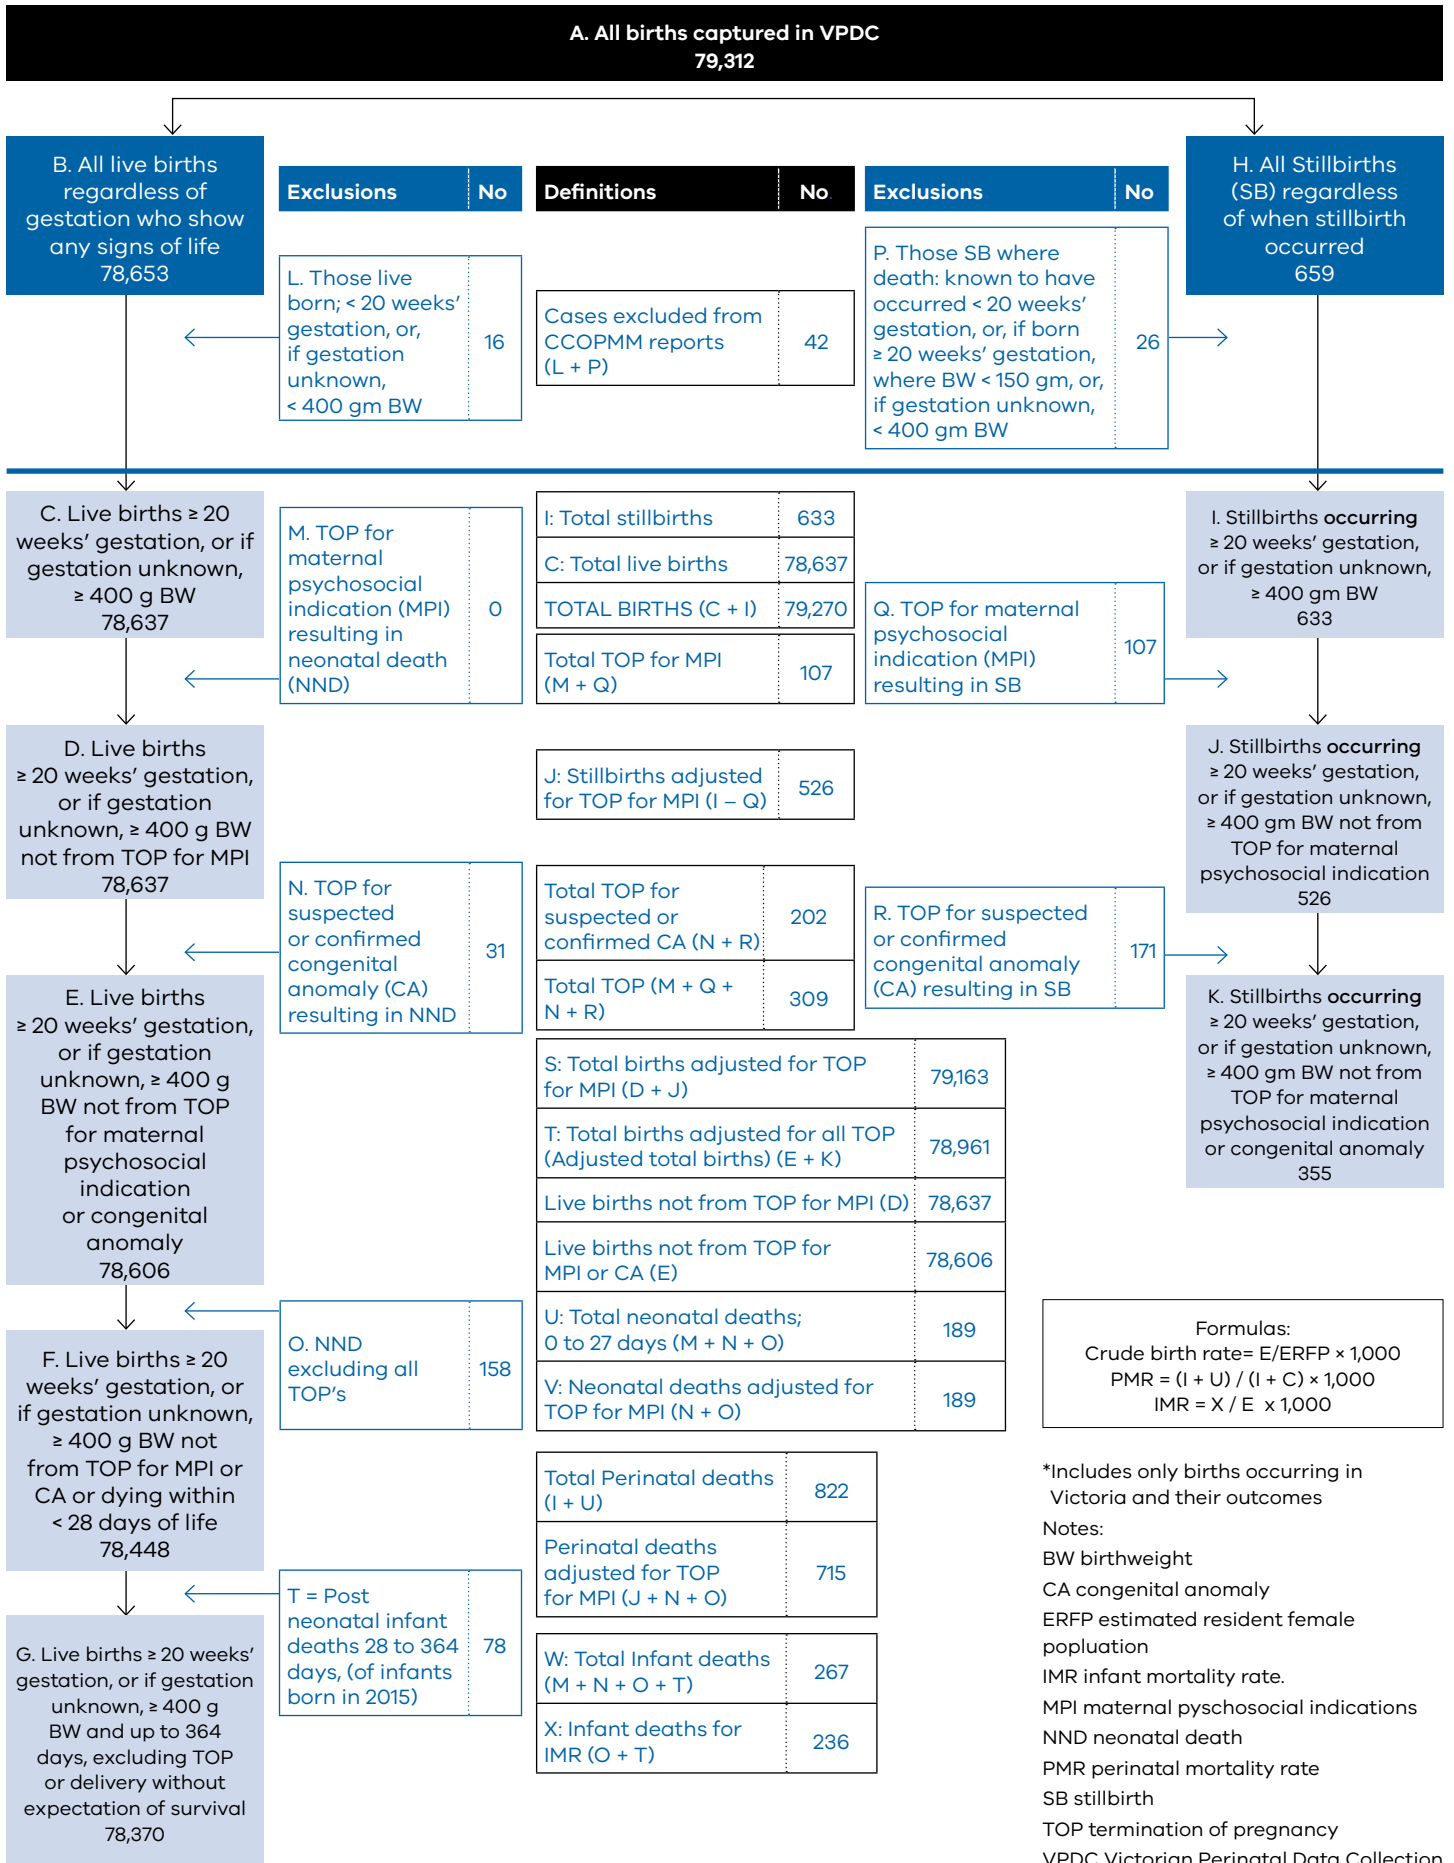 A. All births captured in VPDC
79,312
B. All live births
regardless of
gestation who show
any signs of life
78,653
Exclusions No
L. Those live
born; < 20 weeks'
gestation, or,
if gestation
unknown,
< 400 gm BW
16
Definitions No.
Cases excluded from
CCOPMM reports
(L + P)
42
Exclusions No
P. Those SB where
death: known to have
occurred < 20 weeks'
gestation, or, if born
≥ 20 weeks' gestation,
where BW < 150 gm, or,
if gestation unknown,
< 400 gm BW
26
H. All Stillbirths
(SB) regardless
of when stillbirth
occurred
659
C. Live births ≥ 20
weeks' gestation, or if
gestation unknown,
≥ 400 g BW
78,637
M. TOP for
maternal
psychosocial
indication (MPI)
resulting in
neonatal death
(NND)
0
I: Total stillbirths 633
C: Total live births 78,637
TOTAL BIRTHS (C + I) 79,270
Total TOP for MPI
(M + Q)
107
Q. TOP for maternal
psychosocial
indication (MPI)
resulting in SB
107
I. Stillbirths occurring
≥ 20 weeks' gestation,
or if gestation unknown,
≥ 400 gm BW
633
D. Live births
≥ 20 weeks' gestation,
or if gestation
unknown, ≥ 400 g BW
not from TOP for MPI
78,637
J: Stillbirths adjusted
for TOP for MPI (I – Q)
526
J. Stillbirths occurring
≥ 20 weeks' gestation,
or if gestation unknown,
≥ 400 gm BW not from
TOP for maternal
psychosocial indication
526
N. TOP for
suspected
or confirmed
congenital
anomaly (CA)
resulting in NND
31
Total TOP for
suspected or
confirmed CA (N + R)
202
Total TOP (M + Q +
N + R)
309
R. TOP for suspected
or confirmed
congenital anomaly
(CA) resulting in SB
171
E. Live births
≥ 20 weeks' gestation,
or if gestation
unknown, ≥ 400 g
BW not from TOP
for maternal
psychosocial
indication
or congenital
anomaly
78,606
K. Stillbirths occurring
≥ 20 weeks' gestation,
or if gestation unknown,
≥ 400 gm BW not from
TOP for maternal
psychosocial indication
or congenital anomaly
355
S: Total births adjusted for TOP
for MPI (D + J)
79,163
T: Total births adjusted for all TOP
(Adjusted total births) (E + K)
78,961
Live births not from TOP for MPI (D) 78,637
Live births not from TOP for
MPI or CA (E)
78,606
U: Total neonatal deaths;
0 to 27 days (M + N + O)
189
V: Neonatal deaths adjusted for
TOP for MPI (N + O)
189
O. NND
excluding all
TOP's
158
F. Live births ≥ 20
weeks' gestation, or
if gestation unknown,
≥ 400 g BW not
from TOP for MPI or
CA or dying within
< 28 days of life
78,448
Total Perinatal deaths
(I + U)
822
Perinatal deaths
adjusted for TOP
for MPI (J + N + O)
715
T = Post
neonatal infant
deaths 28 to 364
days, (of infants
born in 2015)
78
W: Total Infant deaths
(M + N + O + T)
267
X: Infant deaths for
IMR (O + T)
236
G. Live births ≥ 20 weeks'
gestation, or if gestation
unknown, ≥ 400 g
BW and up to 364
days, excluding TOP
or delivery without
expectation of survival
78,370
Formulas:
Crude birth rate= E/ERFP × 1,000
PMR = (I + U) / (I + C) × 1,000
IMR = X / E x 1,000
*Includes only births occurring in
Victoria and their outcomes
Notes:
BW birthweight
CA congenital anomaly
ERFP estimated resident female
popluation
IMR infant mortality rate.
MPI maternal pyschosocial indications
NND neonatal death
PMR perinatal mortality rate
SB stillbirth
TOP termination of pregnancy
VPDC Victorian Perinatal Data Collection